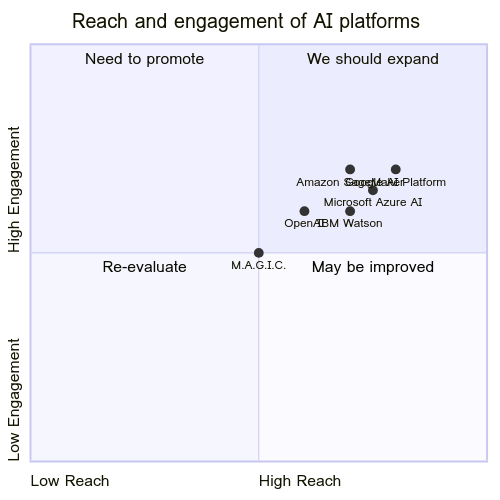 Reach and engagement of AI platforms
Need to promote
We should expand
Amazon SageMaker
Google AI Platform
Microsoft Azure AI
OpenAI
IBM Watson
M.A.G.I.C.
Re-evaluate
May be improved
High Engagement
Low Engagement
Low Reach
High Reach